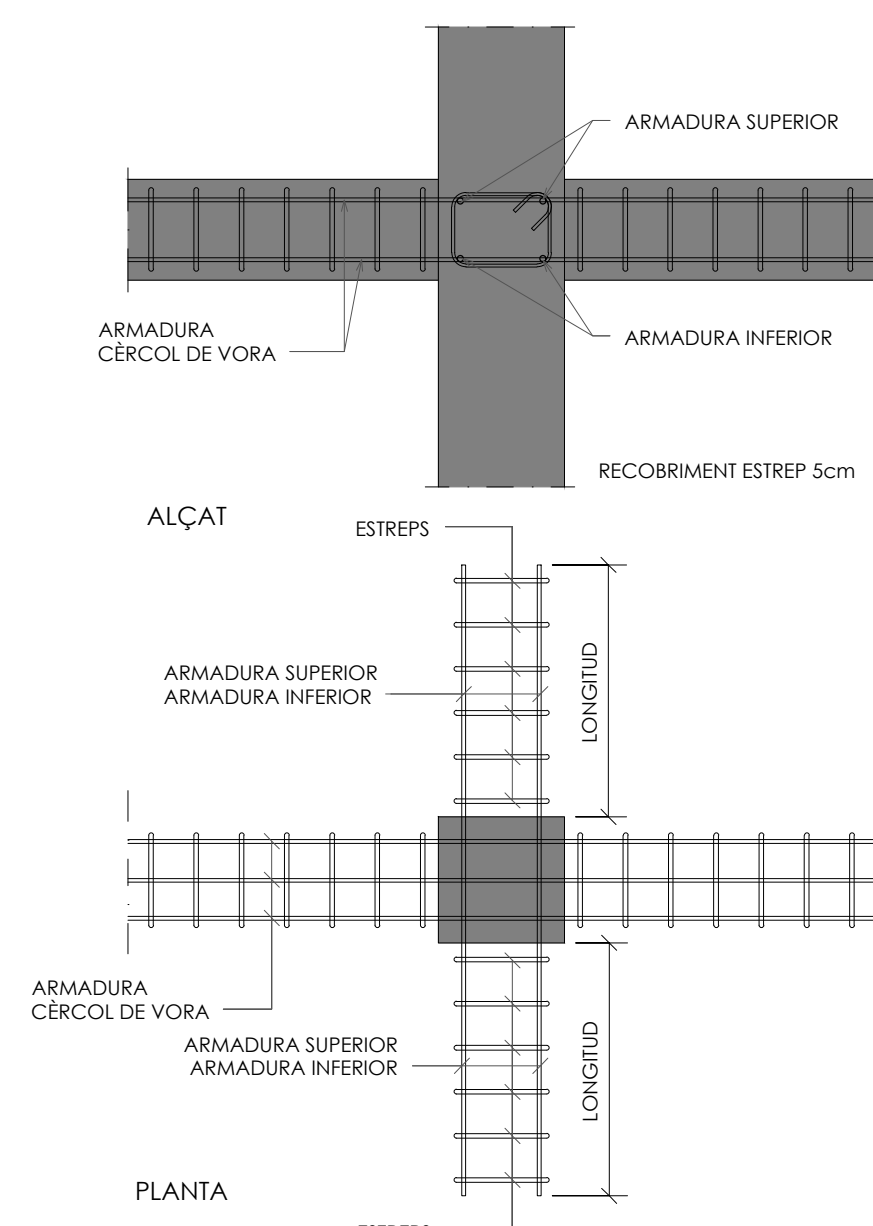 ARMADURA SUPERIOR
ARMADURA
CÈRCOL DE VORA
ARMADURA INFERIOR
RECOBRIMENT ESTREP 5cm
ALÇAT
ESTREPS
ARMADURA SUPERIOR
ARMADURA INFERIOR
LONGITUD
ARMADURA
CÈRCOL DE VORA
ARMADURA SUPERIOR
ARMADURA INFERIOR
LONGITUD
PLANTA
ESTREPS